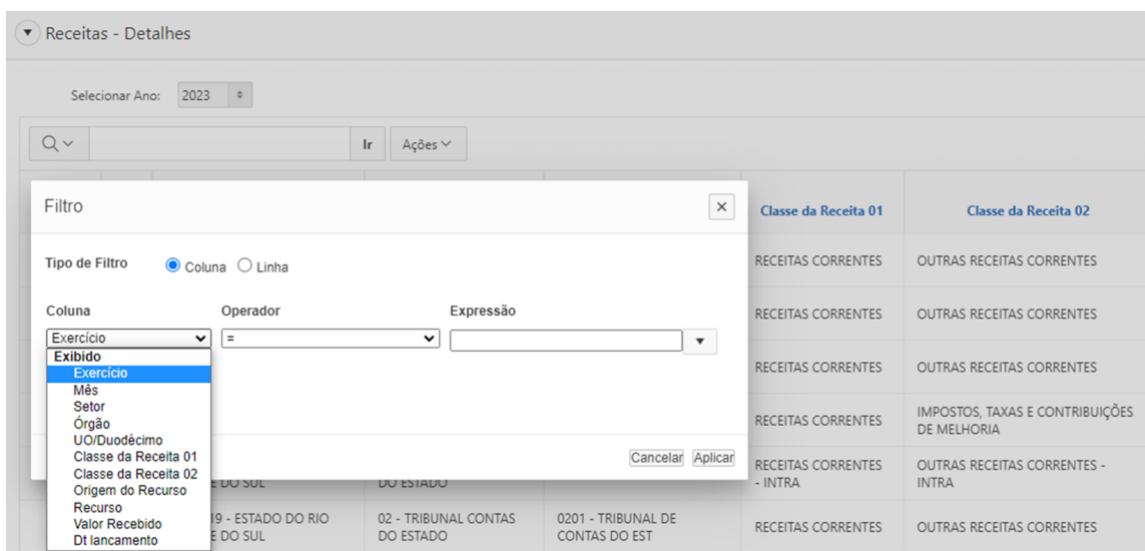 Receitas - Detalhes
Selecionar Ano: 2023
Ir Ações
Filtro
Classe da Receita 01 Classe da Receita 02
Tipo de Filtro Coluna Linha
RECEITAS CORRENTES OUTRAS RECEITAS CORRENTES
Coluna Operador Expressão
RECEITAS CORRENTES OUTRAS RECEITAS CORRENTES
Exercício =
Exibido
RECEITAS CORRENTES OUTRAS RECEITAS CORRENTES
Exercício
Mês
Setor
Órgão
RECEITAS CORRENTES IMPOSTOS, TAXAS E CONTRIBUIÇÕES
DE MELHORIA
UO/Duodécimo
Classe da Receita 01
Cancelar Aplicar
Classe da Receita 02
RECEITAS CORRENTES OUTRAS RECEITAS CORRENTES -
- INTRA INTRA
E DO SUL DO ESTADO
Origem do Recurso
Recurso
Valor Recebido
19 - ESTADO DO RIO 02 - TRIBUNAL CONTAS 0201 - TRIBUNAL DE
E DO SUL DO ESTADO CONTAS DO EST
RECEITAS CORRENTES OUTRAS RECEITAS CORRENTES
Dt lancamento